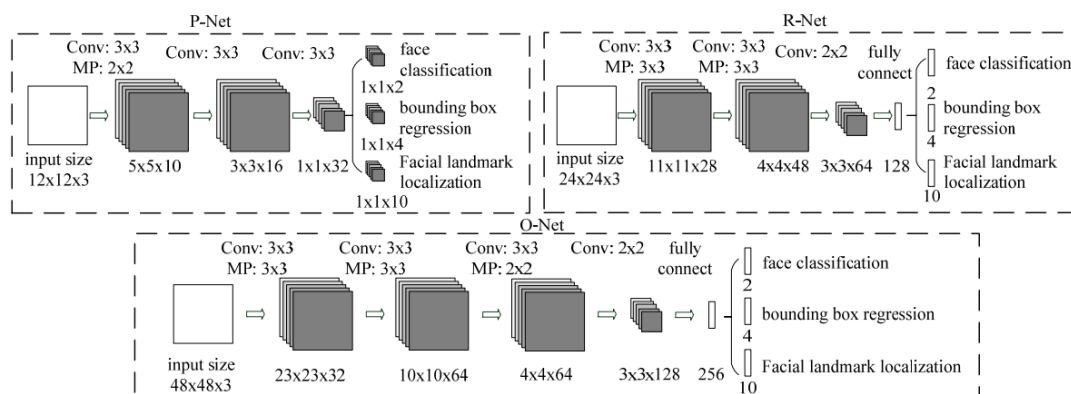 P-Net
Conv: 3x3
MP: 2x2
Conv: 3x3
Conv: 3x3
face
classification
1x1x2
bounding box
regression
1x1x4
Facial landmark
localization
1x1x10
input size
12x12x3
5x5x10
3x3x16
1x1x32
R-Net
Conv: 3x3
MP: 3x3
Conv: 3x3
MP: 3x3
Conv: 2x2
fully
connect
face classification
2
bounding box
regression
4
Facial landmark
localization
10
input size
24x24x3
11x11x28
4x4x48
3x3x64
128
O-Net
Conv: 3x3
MP: 3x3
Conv: 3x3
MP: 3x3
Conv: 3x3
MP: 2x2
Conv: 2x2
fully
connect
face classification
2
bounding box regression
4
Facial landmark localization
10
input size
48x48x3
23x23x32
10x10x64
4x4x64
3x3x128
256